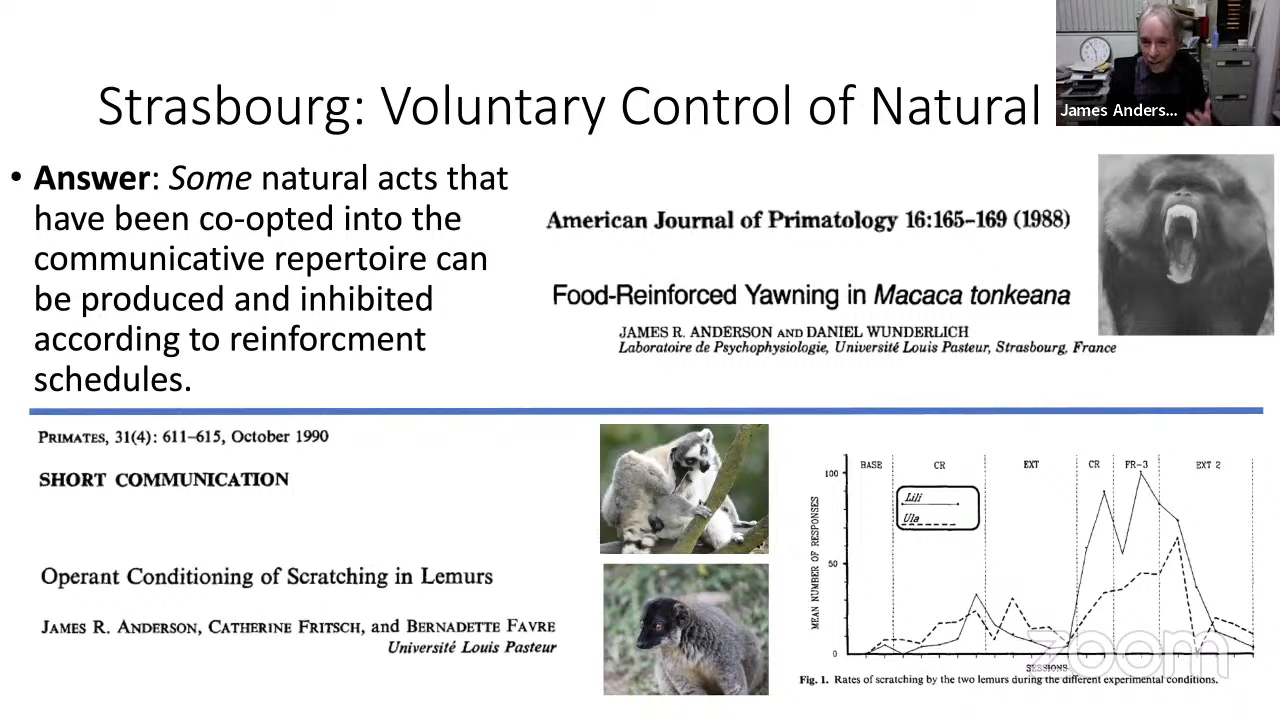 Strasbourg: Voluntary Control of Natural
James Anders...
• Answer: Some natural acts that
have been co-opted into the
communicative repertoire can
be produced and inhibited
according to reinforcment
schedules.
American Journal of Primatology 16:165–169 (1988)
Food-Reinforced Yawning in Macaca tonkeana
JAMES R. ANDERSON AND DANIEL WUNDERLICH
Laboratoire de Psychophysiologie, Université Louis Pasteur, Strasbourg, France
PRIMATES, 31(4): 611–615, October 1990
SHORT COMMUNICATION
Operant Conditioning of Scratching in Lemurs
JAMES R. ANDERSON, CATHERINE FRITSCH, and BERNADETTE FAVRE
Université Louis Pasteur
BASE CR EXT CR FR-3 EXT 2
Lili
Ula
100
50
0
MEAN NUMBER OF RESPONSES
SESSIONS
Fig. 1. Rates of scratching by the two lemurs during the different experimental conditions.
zoom